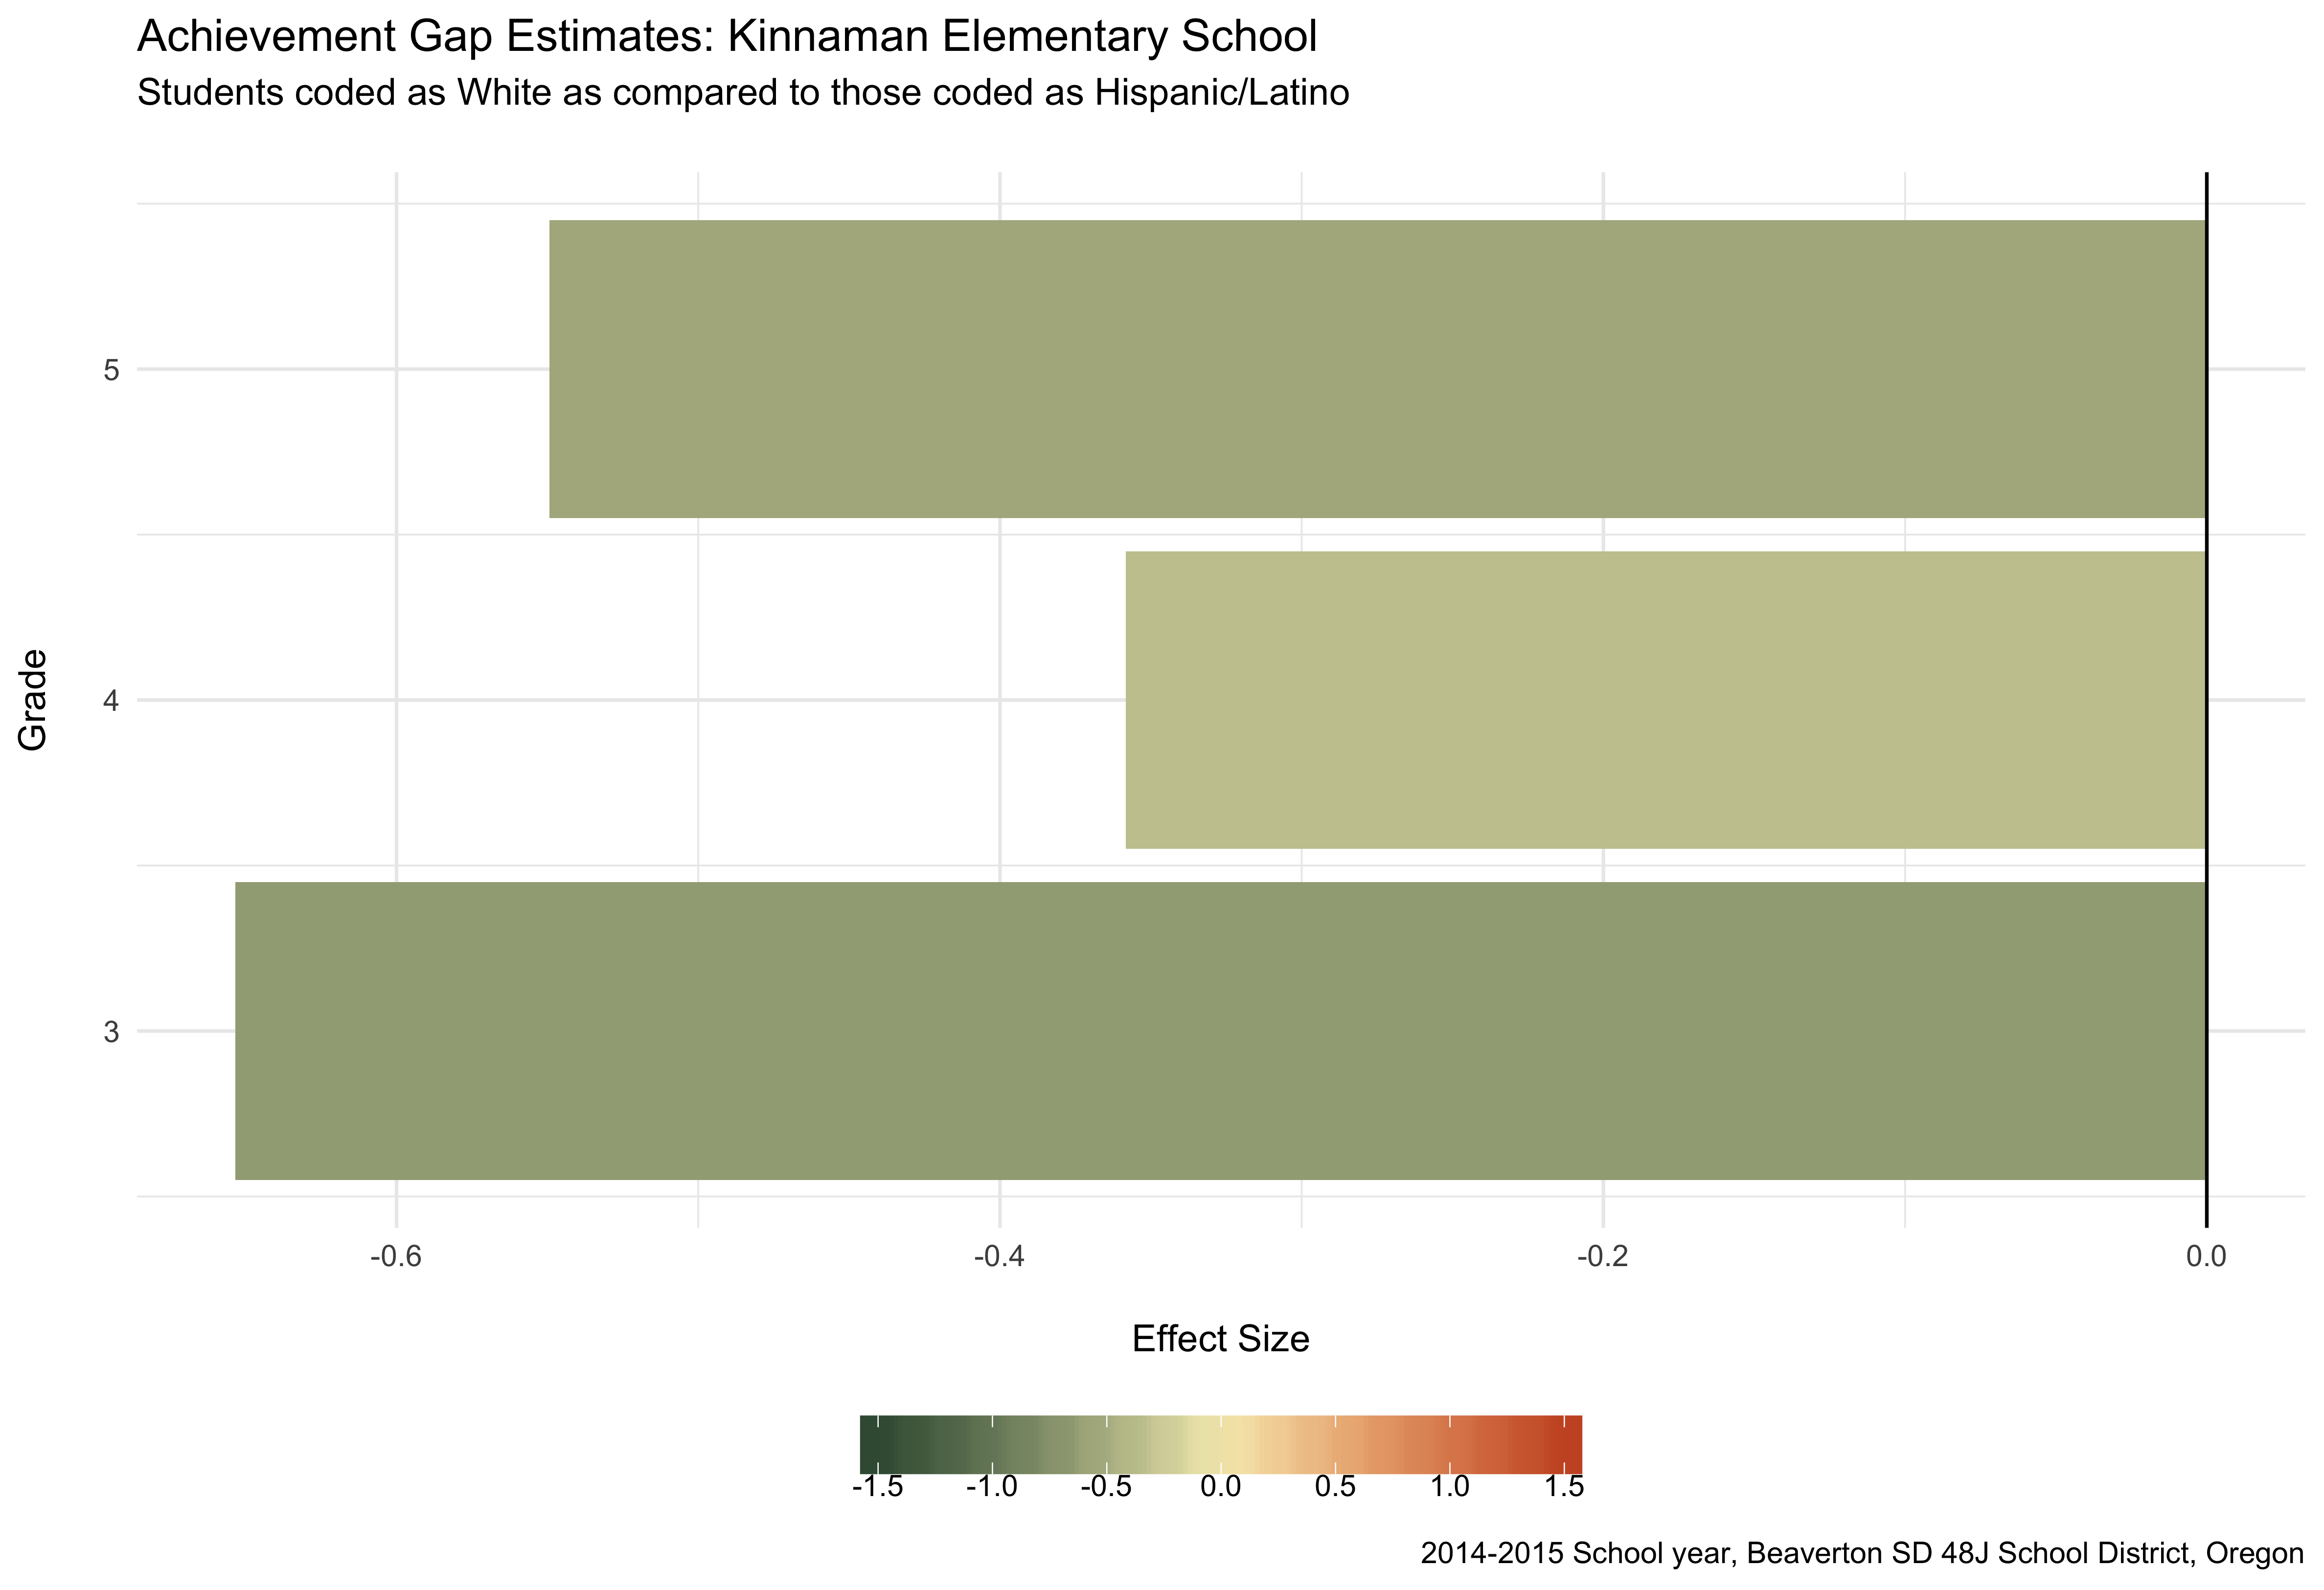 Achievement Gap Estimates: Kinnaman Elementary School
Students coded as White as compared to those coded as Hispanic/Latino
5
4
3
Grade
-0.6 -0.4 -0.2 0.0
Effect Size
-1.5 -1.0 -0.5 0.0 0.5 1.0 1.5
2014-2015 School year, Beaverton SD 48J School District, Oregon